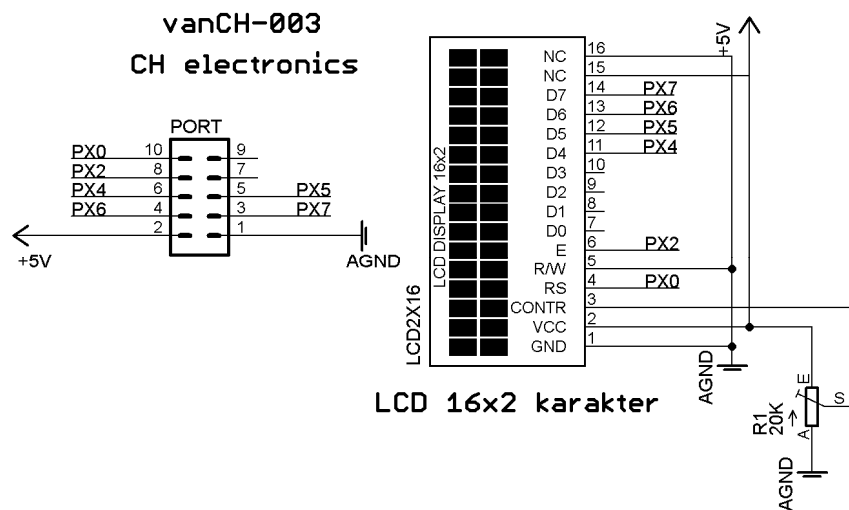 vanCH-003
CH electronics
PORT
PX0 10 9
PX2 8 7
PX4 6 5 PX5
PX6 4 3 PX7
2 1
+5V
AGND
LCD2X16
LCD DISPLAY 16x2
NC 16
NC 15
D7 14 PX7
D6 13 PX6
D5 12 PX5
D4 11 PX4
D3 10
D2 9
D1 8
D0 7
E 6 PX2
R/W 5
RS 4 PX0
CONTR 3
VCC 2
GND 1
+5V
AGND
LCD 16x2 karakter
R1
20K
E
S
A
AGND